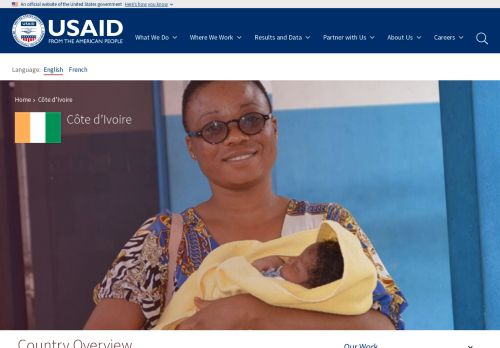 An official website of the United States government Here's how you know
USAID
FROM THE AMERICAN PEOPLE
What We Do
Where We Work
Results and Data
Partner with Us
About Us
Careers
Language: English French
Home > Côte d'Ivoire
Côte d'Ivoire
Country Overview
Our Work